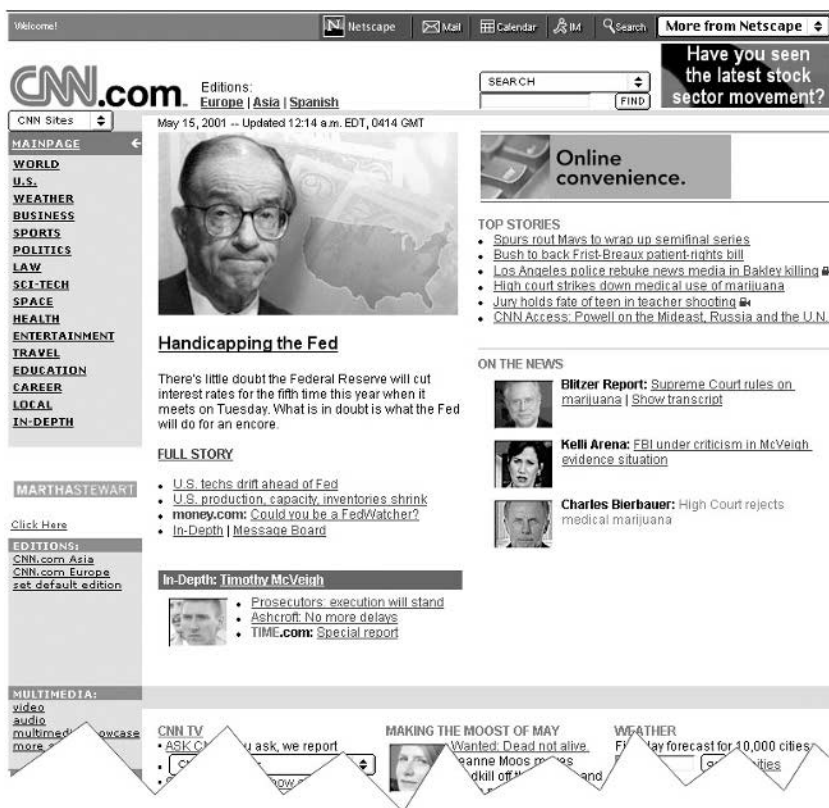 Welcome!
N Netscape
Mail
Calendar
IM
Search
More from Netscape
CNN.com
Editions:
Europe | Asia | Spanish
SEARCH
FIND
Have you seen
the latest stock
sector movement?
CNN Sites
MAINPAGE
WORLD
U.S.
WEATHER
BUSINESS
SPORTS
POLITICS
LAW
SCI-TECH
SPACE
HEALTH
ENTERTAINMENT
TRAVEL
EDUCATION
CAREER
LOCAL
IN-DEPTH
MARTHASTEWART
Click Here
EDITIONS:
CNN.com Asia
CNN.com Europe
set default edition
MULTIMEDIA:
video
audio
more
May 15, 2001 -- Updated 12:14 a.m. EDT, 0414 GMT
Handicapping the Fed
There's little doubt the Federal Reserve will cut
interest rates for the fifth time this year when it
meets on Tuesday. What is in doubt is what the Fed
will do for an encore.
FULL STORY
• U.S. techs drift ahead of Fed
• U.S. production, capacity, inventories shrink
• money.com: Could you be a FedWatcher?
• In-Depth | Message Board
In-Depth: Timothy McVeigh
• Prosecutors: execution will stand
• Ashcroft: No more delays
• TIME.com: Special report
Online
convenience.
TOP STORIES
• Spurs rout Mavs to wrap up semifinal series
• Bush to back Frist-Breaux patient-rights bill
• Los Angeles police rebuke news media in Bakley killing
• High court strikes down medical use of marijuana
• Jury holds fate of teen in teacher shooting
• CNN Access: Powell on the Mideast, Russia and the U.N.
ON THE NEWS
Blitzer Report: Supreme Court rules on
marijuana | Show transcript
Kelli Arena: FBI under criticism in McVeigh
evidence situation
Charles Bierbauer: High Court rejects
medical marijuana
CNN TV
• ASK u ask, we report
MAKING THE MOOST OF MAY
Wanted: Dead not alive
eanne Moos
dkill off and
WEATHER
forecast for 10,000 cities
ities